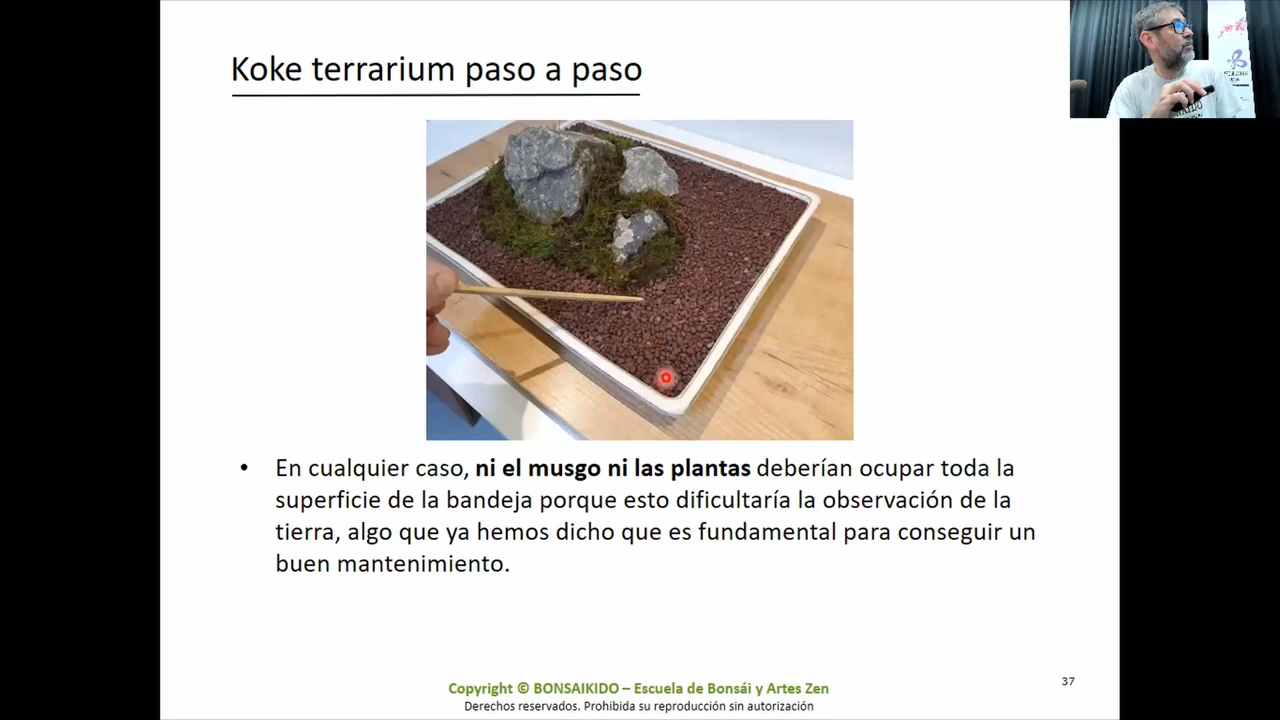 Koke terrarium paso a paso
• En cualquier caso, ni el musgo ni las plantas deberían ocupar toda la
superficie de la bandeja porque esto dificultaría la observación de la
tierra, algo que ya hemos dicho que es fundamental para conseguir un
buen mantenimiento.
37
Copyright © BONSAIKIDO – Escuela de Bonsái y Artes Zen
Derechos reservados. Prohibida su reproducción sin autorización